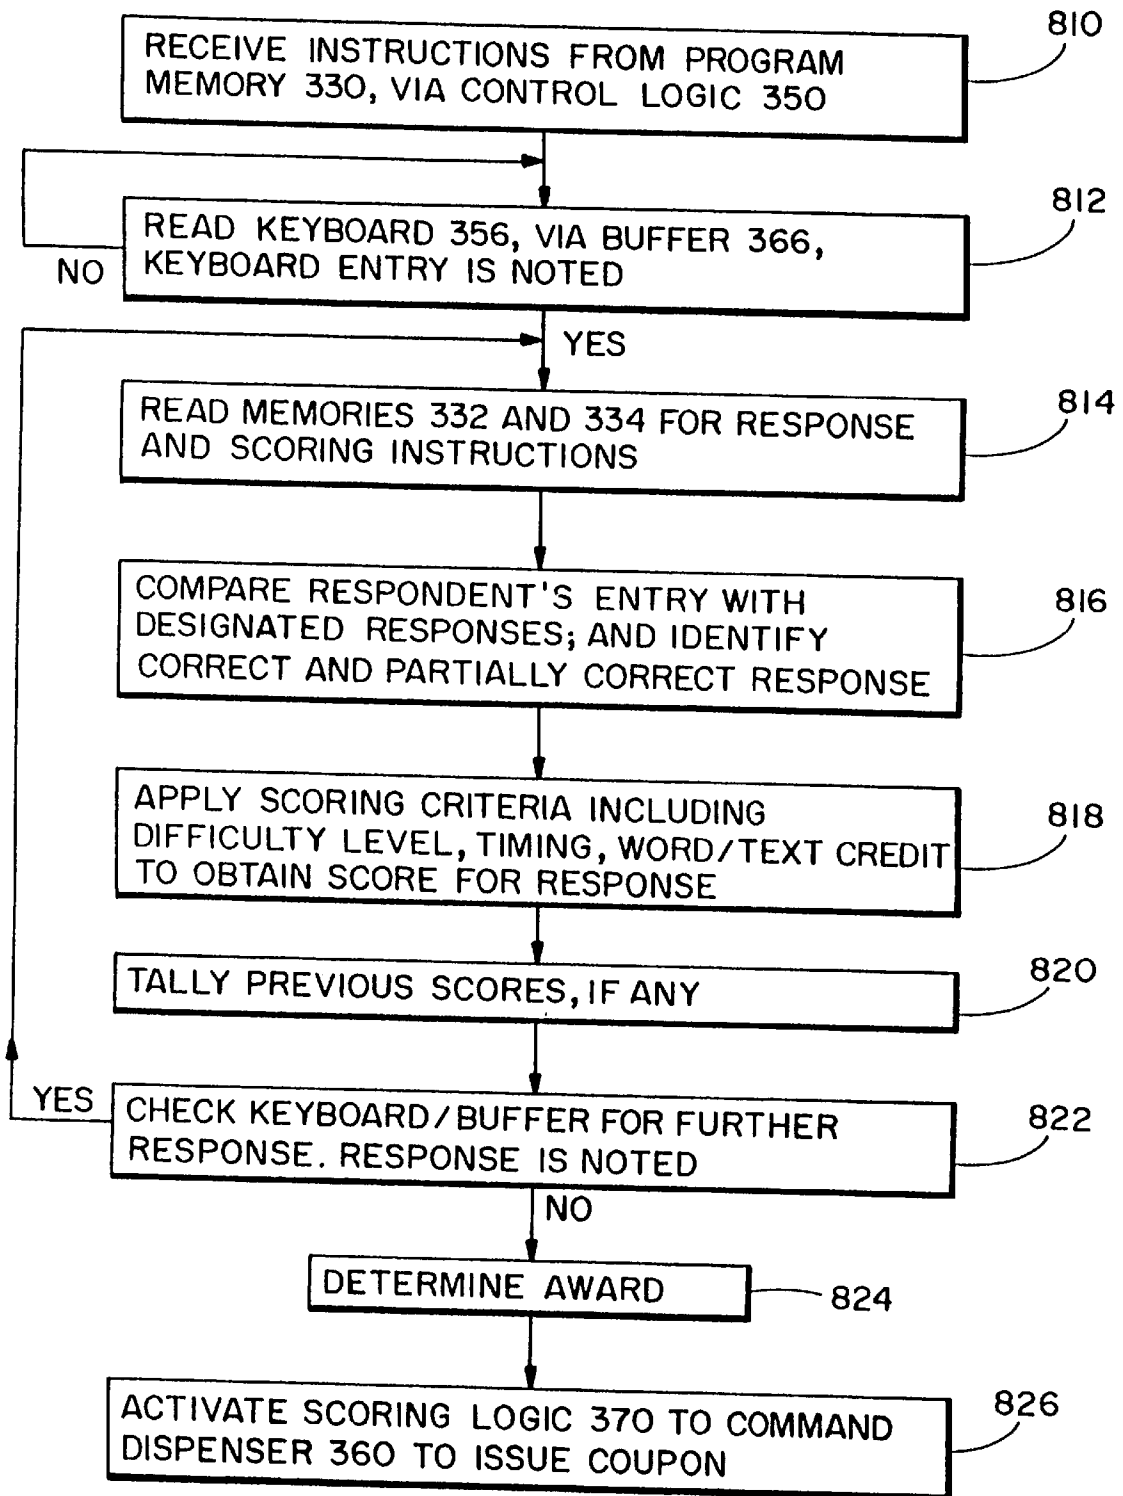 810
RECEIVE INSTRUCTIONS FROM PROGRAM
MEMORY 330, VIA CONTROL LOGIC 350
812
READ KEYBOARD 356, VIA BUFFER 366,
KEYBOARD ENTRY IS NOTED
NO
YES
814
READ MEMORIES 332 AND 334 FOR RESPONSE
AND SCORING INSTRUCTIONS
816
COMPARE RESPONDENT'S ENTRY WITH
DESIGNATED RESPONSES; AND IDENTIFY
CORRECT AND PARTIALLY CORRECT RESPONSE
818
APPLY SCORING CRITERIA INCLUDING
DIFFICULTY LEVEL, TIMING, WORD/TEXT CREDIT
TO OBTAIN SCORE FOR RESPONSE
820
TALLY PREVIOUS SCORES, IF ANY
YES
822
CHECK KEYBOARD/BUFFER FOR FURTHER
RESPONSE. RESPONSE IS NOTED
NO
DETERMINE AWARD
824
826
ACTIVATE SCORING LOGIC 370 TO COMMAND
DISPENSER 360 TO ISSUE COUPON